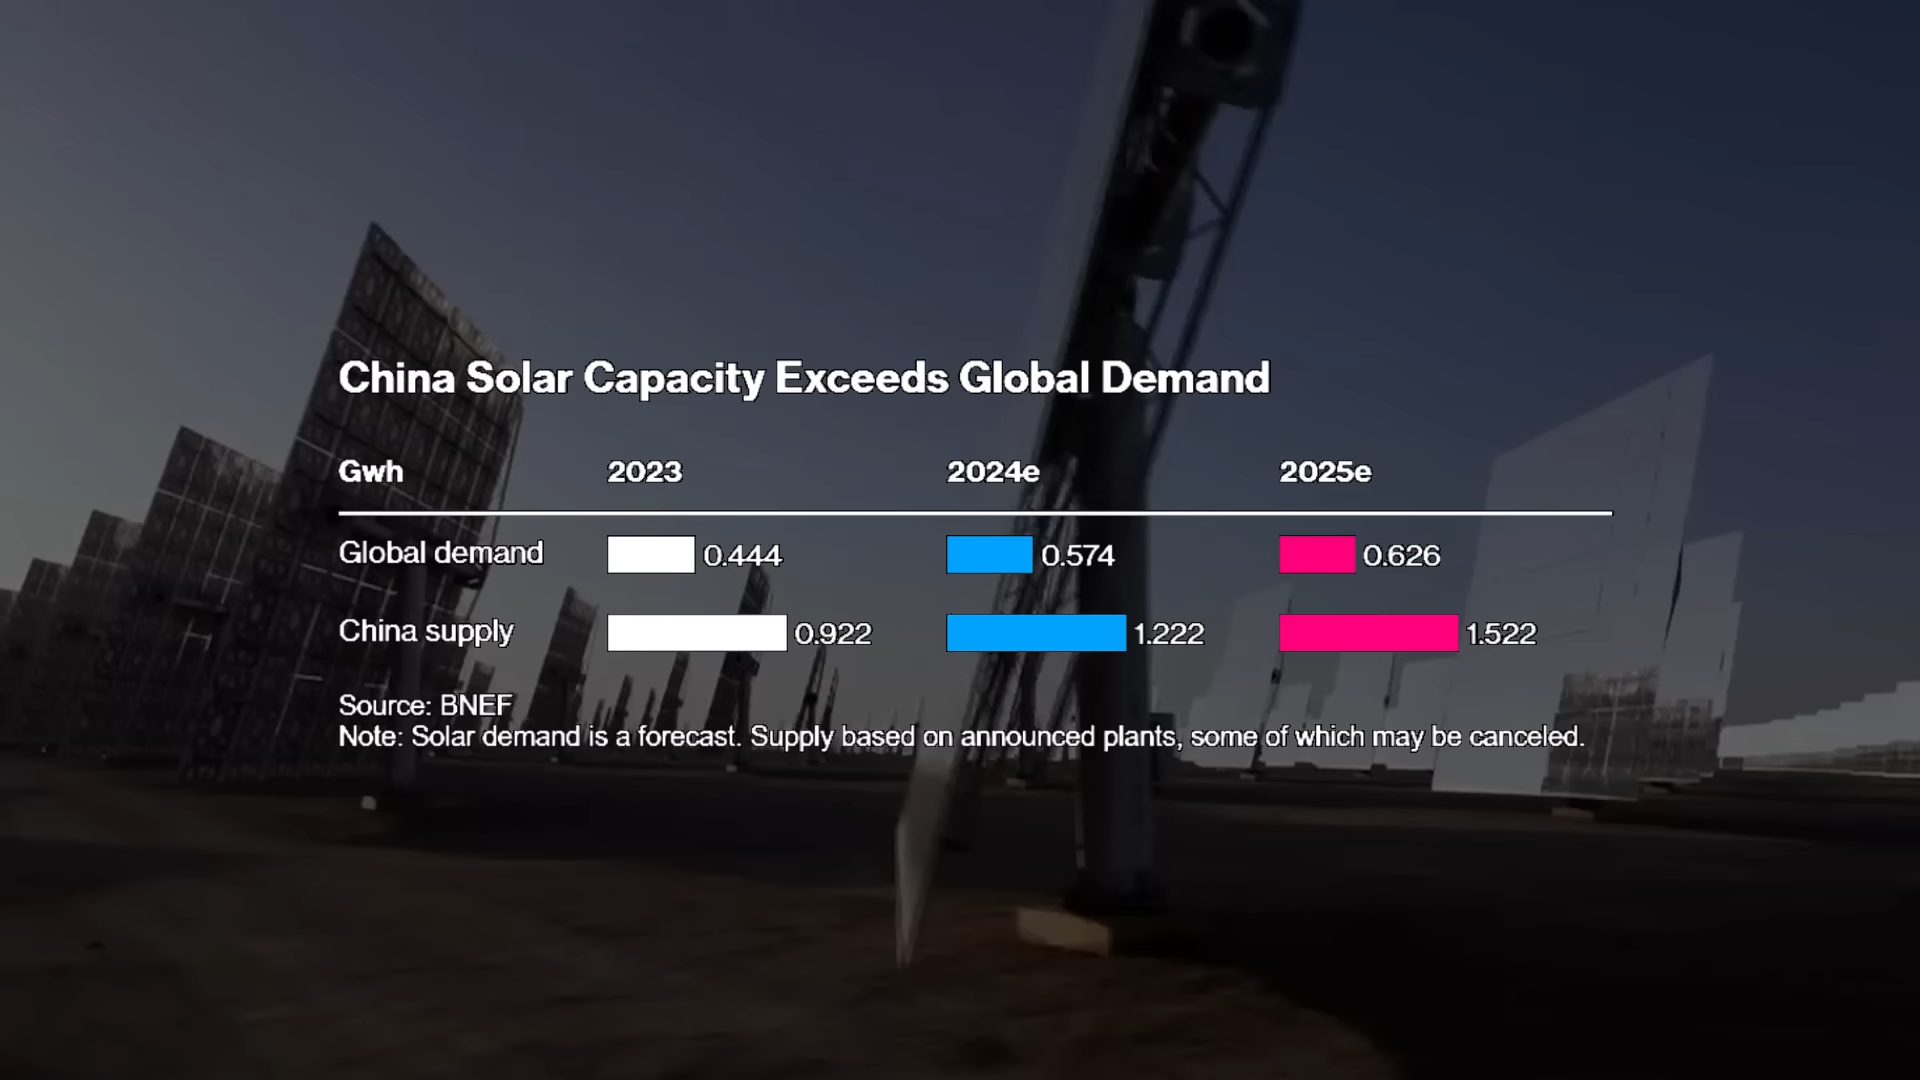 China Solar Capacity Exceeds Global Demand
Gwh 2023 2024e 2025e
Global demand 0.444 0.574 0.626
China supply 0.922 1.222 1.522
Source: BNEF
Note: Solar demand is a forecast. Supply based on announced plants, some of which may be canceled.